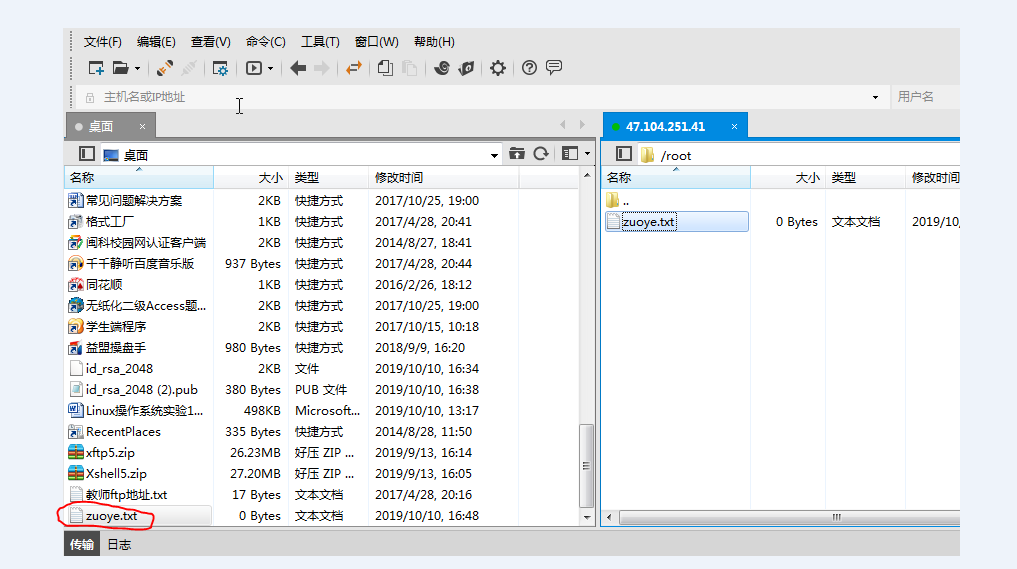 文件(F) 编辑(E) 查看(V) 命令(C) 工具(T) 窗口(W) 帮助(H)
主机名或IP地址 用户名
桌面 × 47.104.251.41 ×
桌面 /root
名称 大小 类型 修改时间 名称 大小 类型 修改时间
常见问题解决方案 2KB 快捷方式 2017/10/25, 19:00 ..
格式工厂 1KB 快捷方式 2017/4/28, 20:41 zuoye.txt 0 Bytes 文本文档 2019/10/
闽科校园网认证客户端 2KB 快捷方式 2014/8/27, 18:41
千千静听百度音乐版 937 Bytes 快捷方式 2017/4/28, 20:44
同花顺 1KB 快捷方式 2016/2/26, 18:12
无纸化二级Access题... 2KB 快捷方式 2017/10/25, 19:00
学生端程序 2KB 快捷方式 2017/10/15, 10:18
益盟操盘手 980 Bytes 快捷方式 2018/9/9, 16:20
id_rsa_2048 2KB 文件 2019/10/10, 16:34
id_rsa_2048 (2).pub 380 Bytes PUB 文件 2019/10/10, 16:38
Linux操作系统实验1... 498KB Microsoft... 2019/10/10, 13:17
RecentPlaces 335 Bytes 快捷方式 2014/8/28, 11:50
xftp5.zip 26.23MB 好压 ZIP ... 2019/9/13, 16:14
Xshell5.zip 27.20MB 好压 ZIP ... 2019/9/13, 16:05
教师ftp地址.txt 17 Bytes 文本文档 2017/4/28, 20:16
zuoye.txt 0 Bytes 文本文档 2019/10/10, 16:48
传输 日志